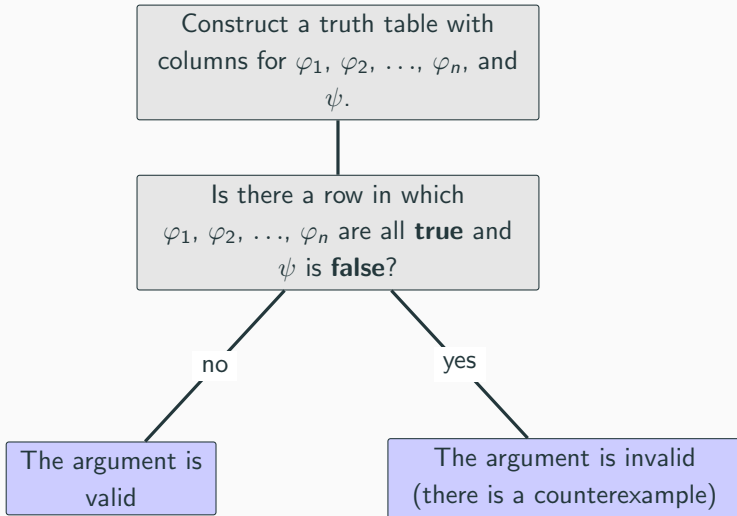 Construct a truth table with
columns for φ₁, φ₂, …, φₙ, and
ψ.
Is there a row in which
φ₁, φ₂, …, φₙ are all true and
ψ is false?
no
yes
The argument is
valid
The argument is invalid
(there is a counterexample)